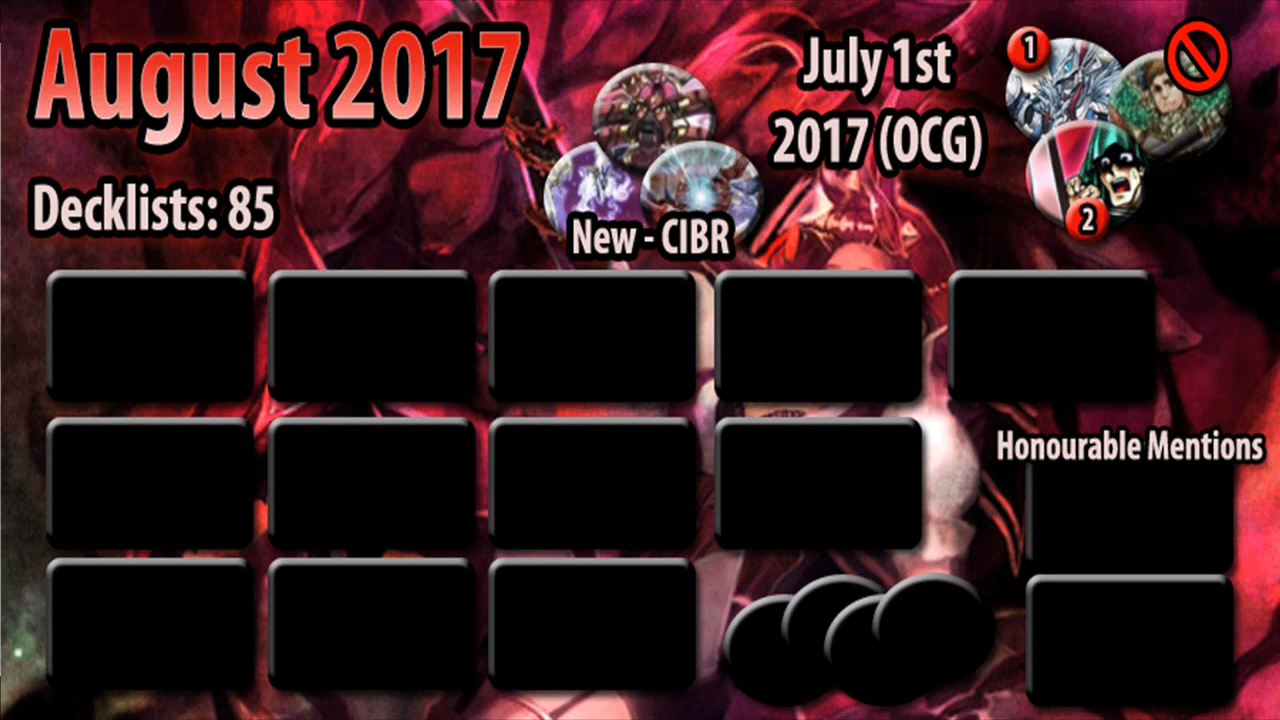 August 2017
Decklists: 85
New - CIBR
July 1st
2017 (OCG)
1
2
Honourable Mentions